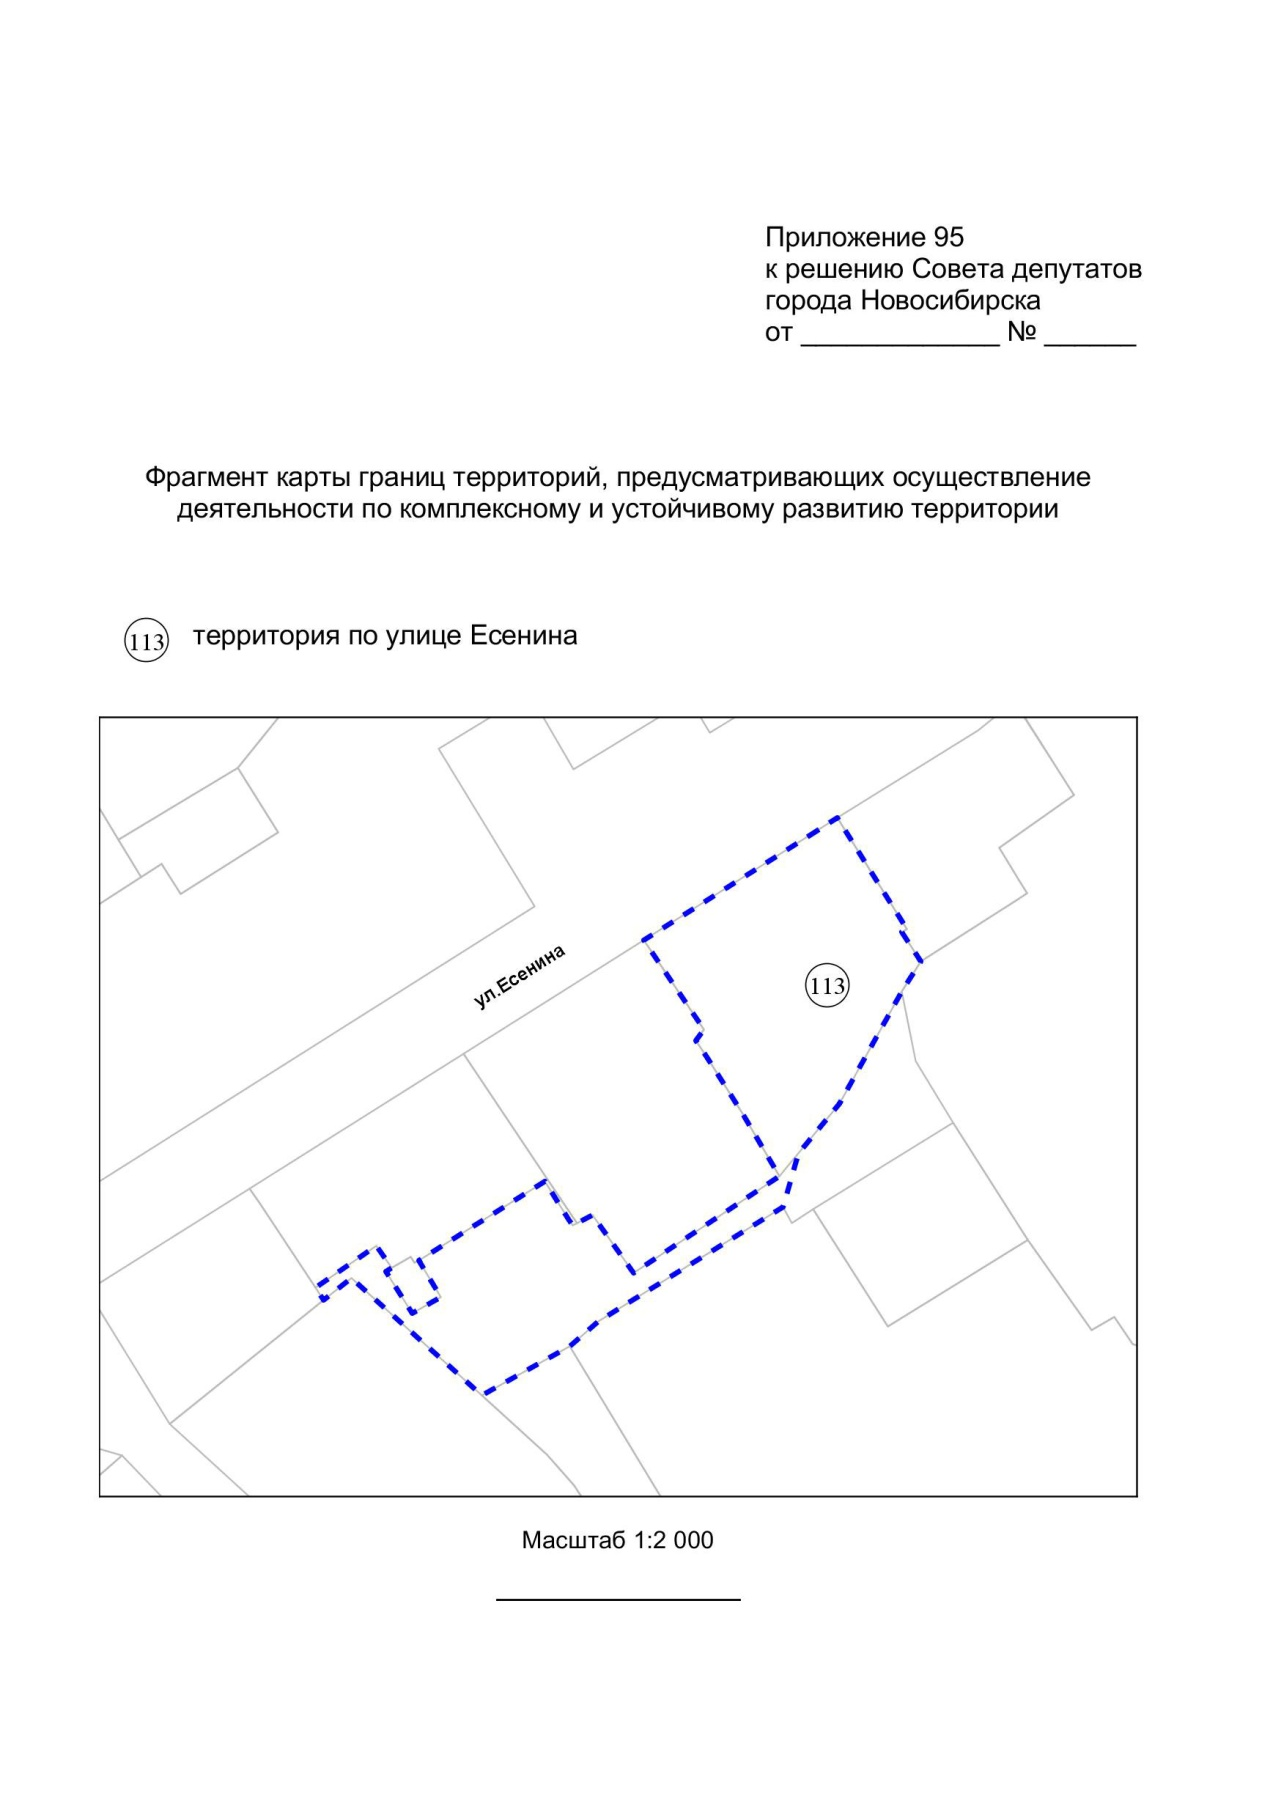 Приложение 95
к решению Совета депутатов
города Новосибирска
от _____________ № ______
Фрагмент карты границ территорий, предусматривающих осуществление
деятельности по комплексному и устойчивому развитию территории
113 территория по улице Есенина
ул.Есенина
113
Масштаб 1:2 000